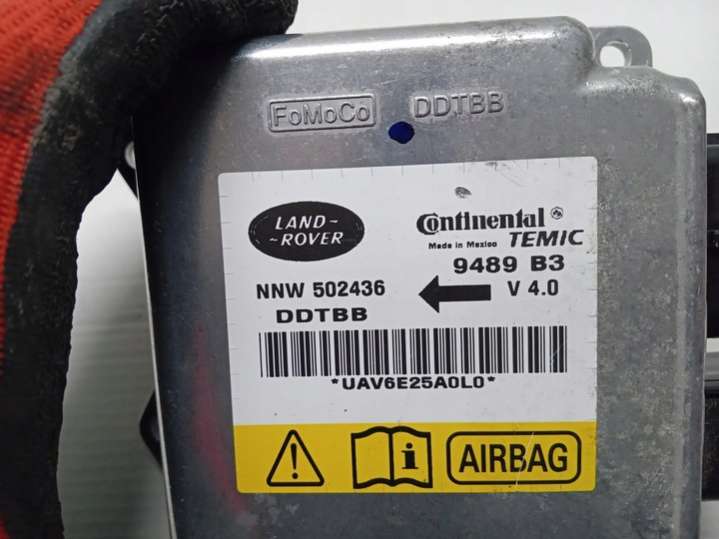 FoMoCo DDTBB
LAND~
~ROVER
Continental
Made in Mexico TEMIC
9489 B3
NNW 502436 V 4.0
DDTBB
*UAV6E25A0L0*
i
AIRBAG